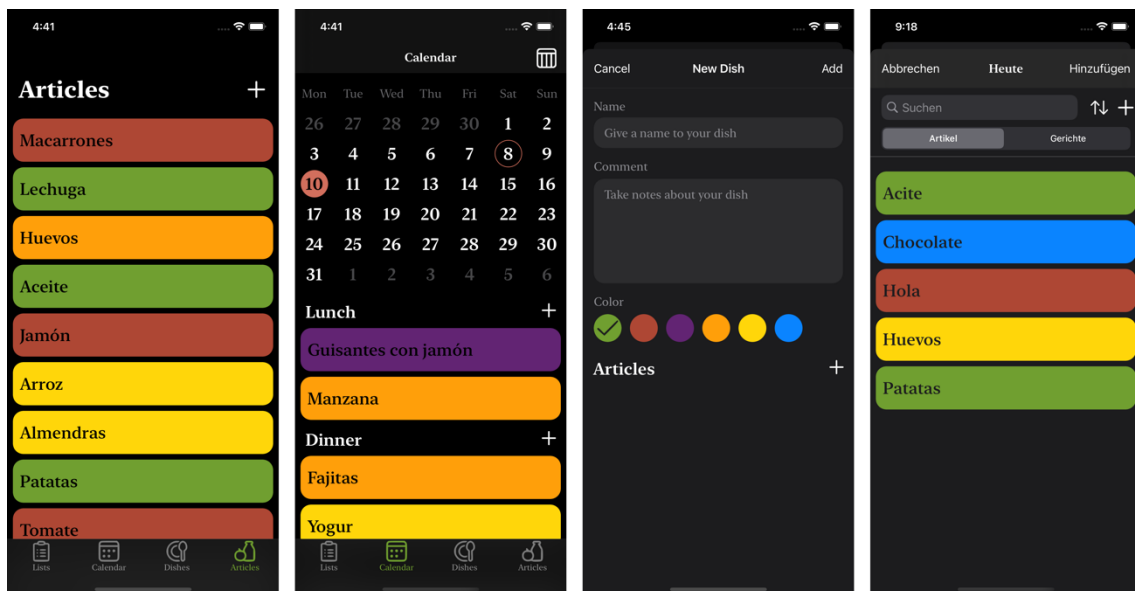 4:41
Articles
Macarrones
Lechuga
Huevos
Aceite
Jamón
Arroz
Almendras
Patatas
Tomate
Lists Calendar Dishes Articles
4:41
Calendar
Mon Tue Wed Thu Fri Sat Sun
26 27 28 29 30 1 2
3 4 5 6 7 8 9
10 11 12 13 14 15 16
17 18 19 20 21 22 23
24 25 26 27 28 29 30
31 1 2 3 4 5 6
Lunch
Guisantes con jamón
Manzana
Dinner
Fajitas
Yogur
Lists Calendar Dishes Articles
4:45
Cancel New Dish Add
Name
Give a name to your dish
Comment
Take notes about your dish
Color
Articles
9:18
Abbrechen Heute Hinzufügen
Suchen
Artikel Gerichte
Acite
Chocolate
Hola
Huevos
Patatas